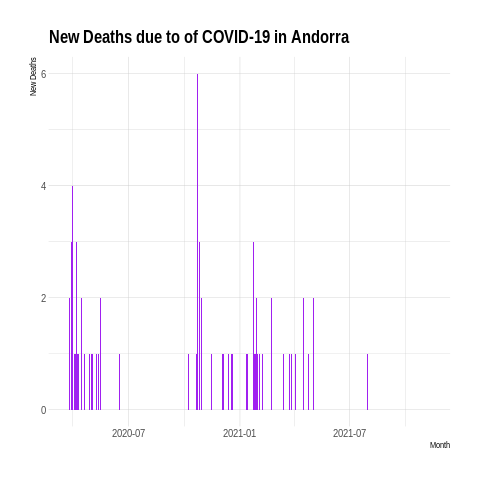 New Deaths due to of COVID-19 in Andorra
New Deaths
6
4
2
0
2020-07 2021-01 2021-07
Month